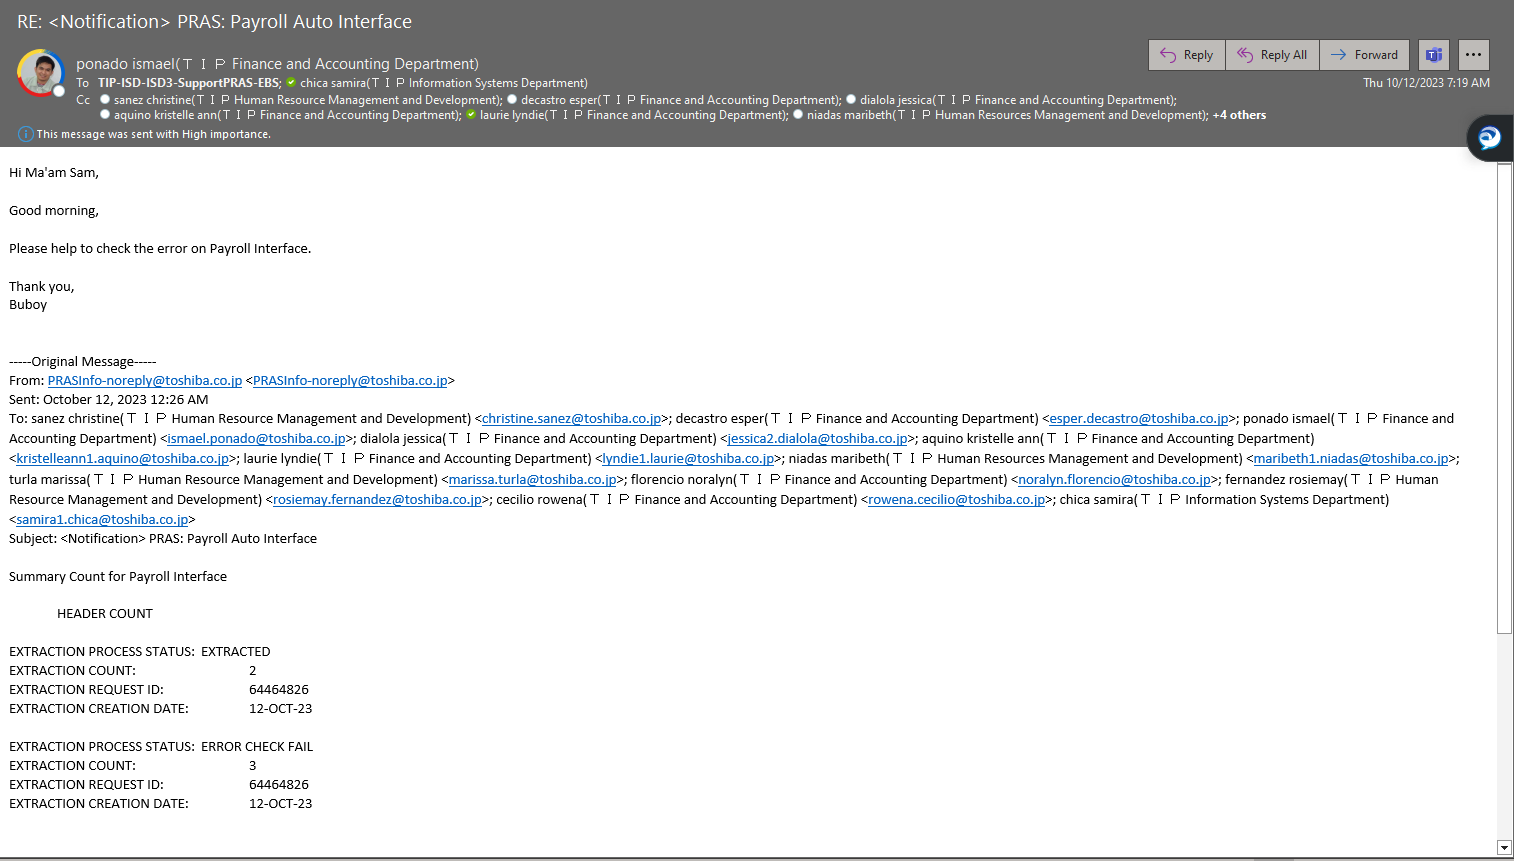 RE: <Notification> PRAS: Payroll Auto Interface
ponado ismael(ＴＩＰ Finance and Accounting Department)
Reply
Reply All
Forward
To TIP-ISD-ISD3-SupportPRAS-EBS; chica samira(ＴＩＰ Information Systems Department)
Thu 10/12/2023 7:19 AM
Cc sanez christine(ＴＩＰ Human Resource Management and Development); decastro esper(ＴＩＰ Finance and Accounting Department); dialola jessica(ＴＩＰ Finance and Accounting Department);
aquino kristelle ann(ＴＩＰ Finance and Accounting Department); laurie lyndie(ＴＩＰ Finance and Accounting Department); niadas maribeth(ＴＩＰ Human Resources Management and Development); +4 others
This message was sent with High importance.
Hi Ma'am Sam,
Good morning,
Please help to check the error on Payroll Interface.
Thank you,
Buboy
-----Original Message-----
From: PRASInfo-noreply@toshiba.co.jp <PRASInfo-noreply@toshiba.co.jp>
Sent: October 12, 2023 12:26 AM
To: sanez christine(ＴＩＰ Human Resource Management and Development) <christine.sanez@toshiba.co.jp>; decastro esper(ＴＩＰ Finance and Accounting Department) <esper.decastro@toshiba.co.jp>; ponado ismael(ＴＩＰ Finance and
Accounting Department) <ismael.ponado@toshiba.co.jp>; dialola jessica(ＴＩＰ Finance and Accounting Department) <jessica2.dialola@toshiba.co.jp>; aquino kristelle ann(ＴＩＰ Finance and Accounting Department)
<kristelleann1.aquino@toshiba.co.jp>; laurie lyndie(ＴＩＰ Finance and Accounting Department) <lyndie1.laurie@toshiba.co.jp>; niadas maribeth(ＴＩＰ Human Resources Management and Development) <maribeth1.niadas@toshiba.co.jp>;
turla marissa(ＴＩＰ Human Resource Management and Development) <marissa.turla@toshiba.co.jp>; florencio noralyn(ＴＩＰ Finance and Accounting Department) <noralyn.florencio@toshiba.co.jp>; fernandez rosiemay(ＴＩＰ Human
Resource Management and Development) <rosiemay.fernandez@toshiba.co.jp>; cecilio rowena(ＴＩＰ Finance and Accounting Department) <rowena.cecilio@toshiba.co.jp>; chica samira(ＴＩＰ Information Systems Department)
<samira1.chica@toshiba.co.jp>
Subject: <Notification> PRAS: Payroll Auto Interface
Summary Count for Payroll Interface
HEADER COUNT
EXTRACTION PROCESS STATUS: EXTRACTED
EXTRACTION COUNT: 2
EXTRACTION REQUEST ID: 64464826
EXTRACTION CREATION DATE: 12-OCT-23
EXTRACTION PROCESS STATUS: ERROR CHECK FAIL
EXTRACTION COUNT: 3
EXTRACTION REQUEST ID: 64464826
EXTRACTION CREATION DATE: 12-OCT-23